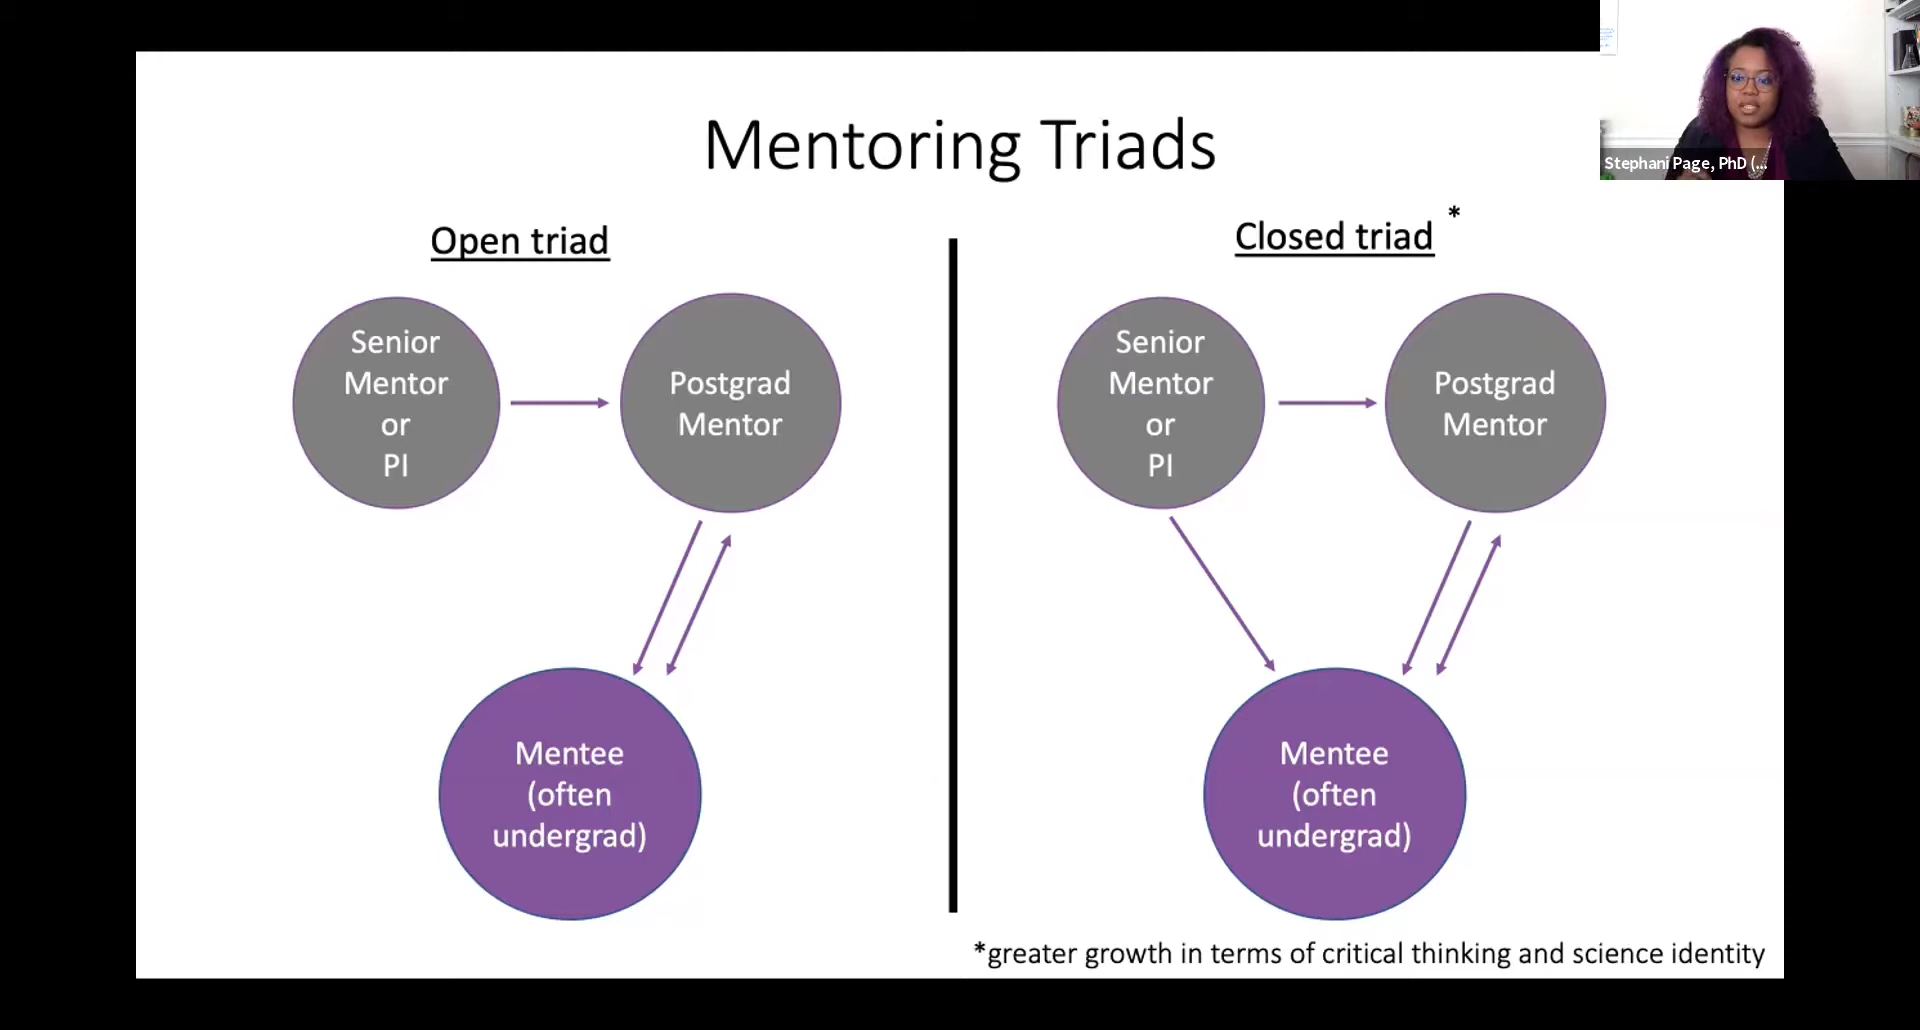 Mentoring Triads
Stephani Page, PhD (...
Open triad
Senior
Mentor
or
PI
Postgrad
Mentor
Mentee
(often
undergrad)
Closed triad *
Senior
Mentor
or
PI
Postgrad
Mentor
Mentee
(often
undergrad)
*greater growth in terms of critical thinking and science identity